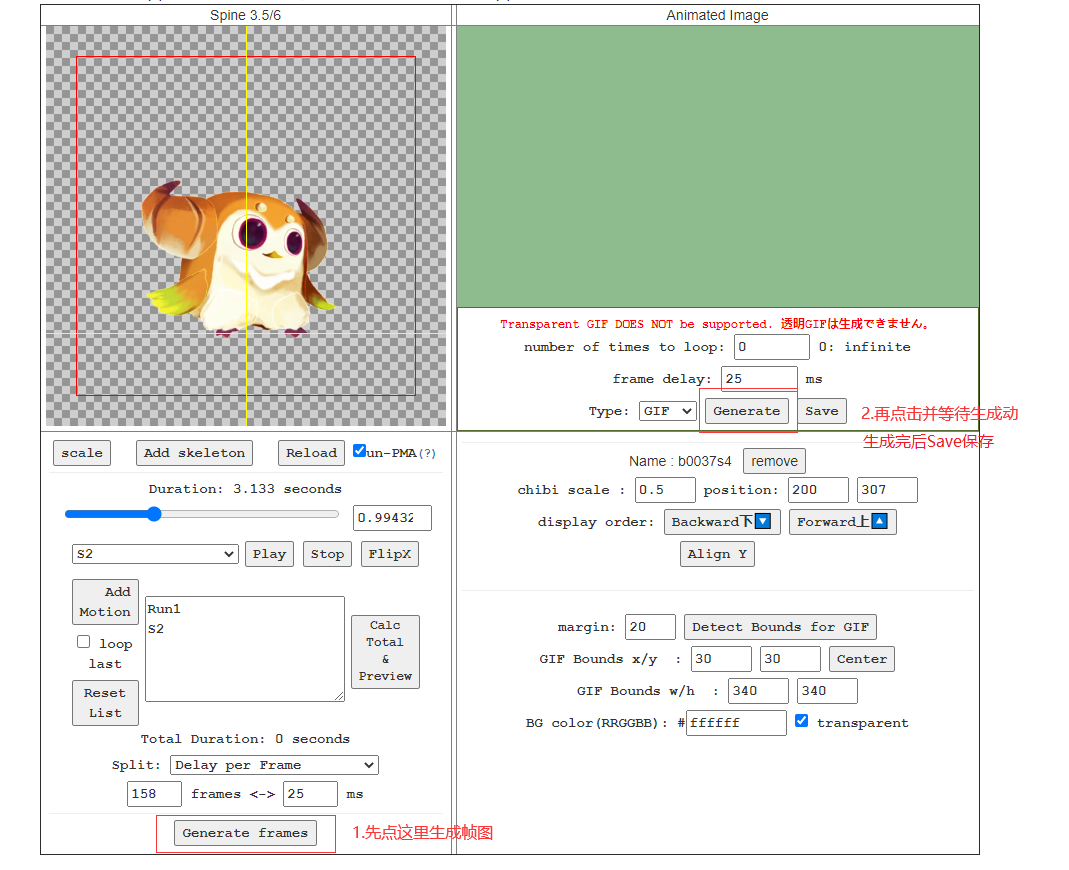 Spine 3.5/6
Animated Image
Transparent GIF DOES NOT be supported. 透明GIFは生成できません。
number of times to loop: 0 0: infinite
frame delay: 25 ms
Type: GIF Generate Save
2.再点击并等待生成动
生成完后Save保存
scale Add skeleton Reload un-PMA(?)
Duration: 3.133 seconds
0.99432
S2 Play Stop FlipX
Add Motion
Run1
S2
loop last
Reset List
Calc Total & Preview
Total Duration: 0 seconds
Split: Delay per Frame
158 frames <-> 25 ms
Generate frames
1.先点这里生成帧图
Name : b0037s4 remove
chibi scale : 0.5 position: 200 307
display order: Backward下🔽 Forward上🔼
Align Y
margin: 20 Detect Bounds for GIF
GIF Bounds x/y : 30 30 Center
GIF Bounds w/h : 340 340
BG color(RRGGBB): #ffffff transparent